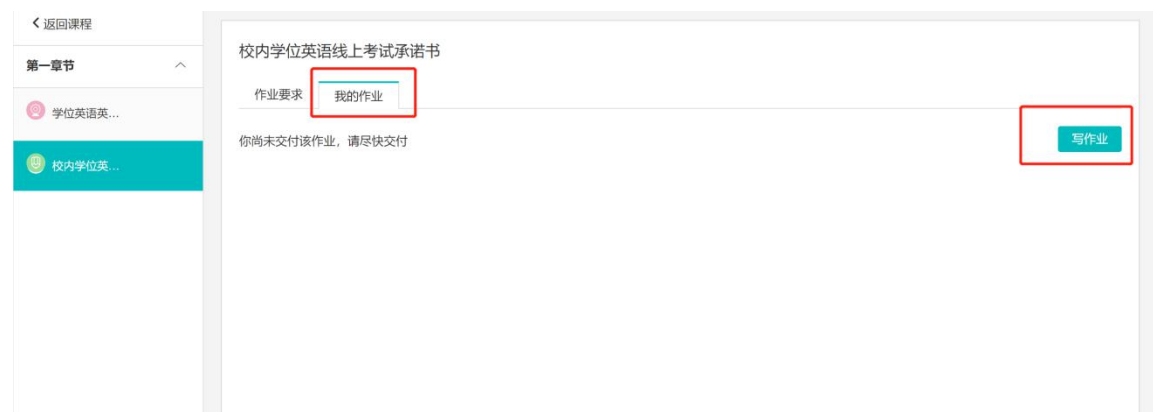 返回课程
第一章节
学位英语英...
校内学位英...
校内学位英语线上考试承诺书
作业要求
我的作业
你尚未交付该作业，请尽快交付
写作业